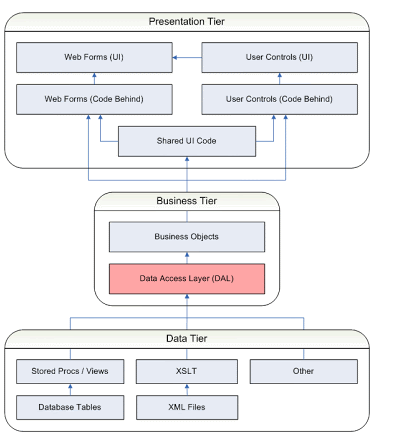 Presentation Tier
Web Forms (UI)
User Controls (UI)
Web Forms (Code Behind)
User Controls (Code Behind)
Shared UI Code
Business Tier
Business Objects
Data Access Layer (DAL)
Data Tier
Stored Procs / Views
XSLT
Other
Database Tables
XML Files